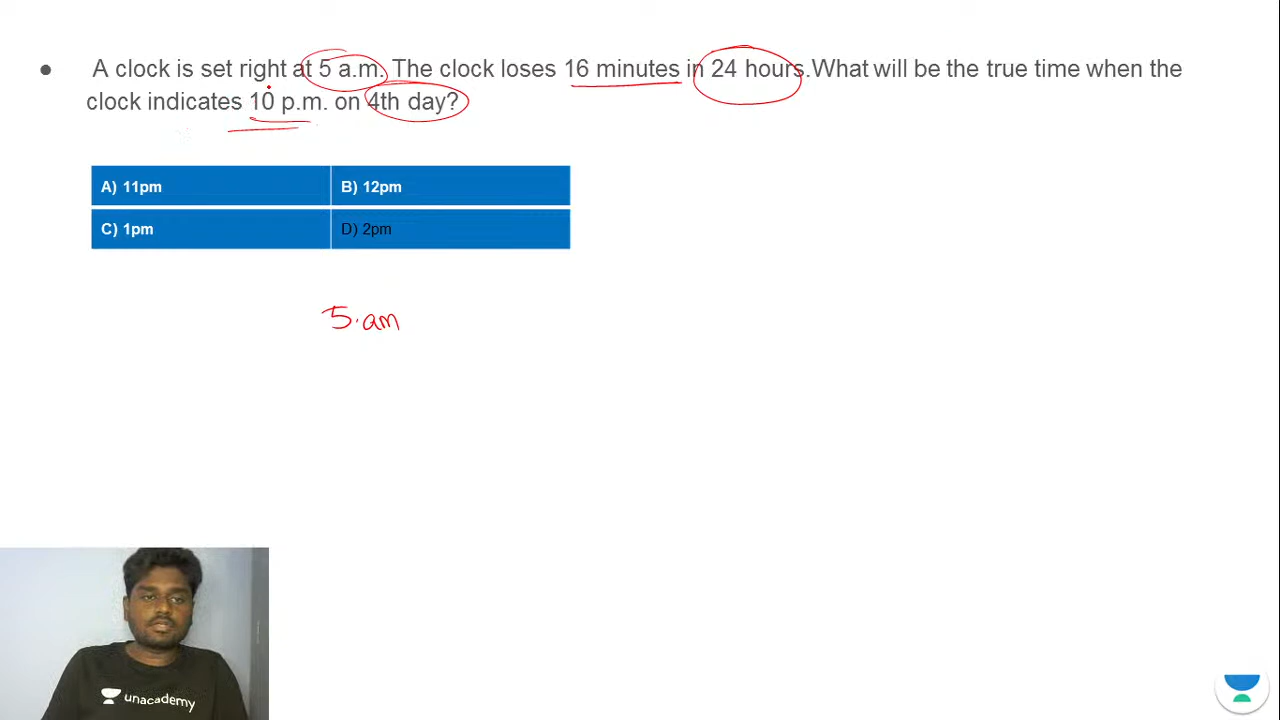 ● A clock is set right at 5 a.m. The clock loses 16 minutes in 24 hours.What will be the true time when the
clock indicates 10 p.m. on 4th day?
A) 11pm B) 12pm
C) 1pm D) 2pm
5.am
unacademy